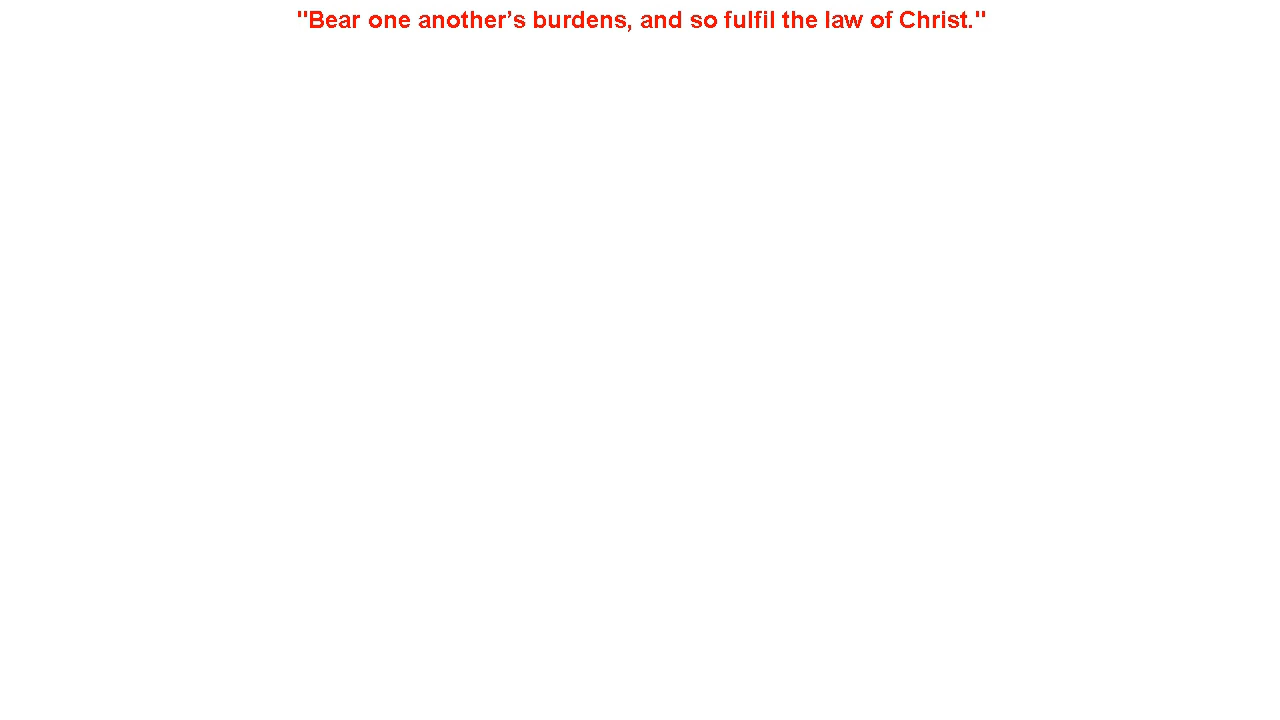 "Bear one another’s burdens, and so fulfil the law of Christ."